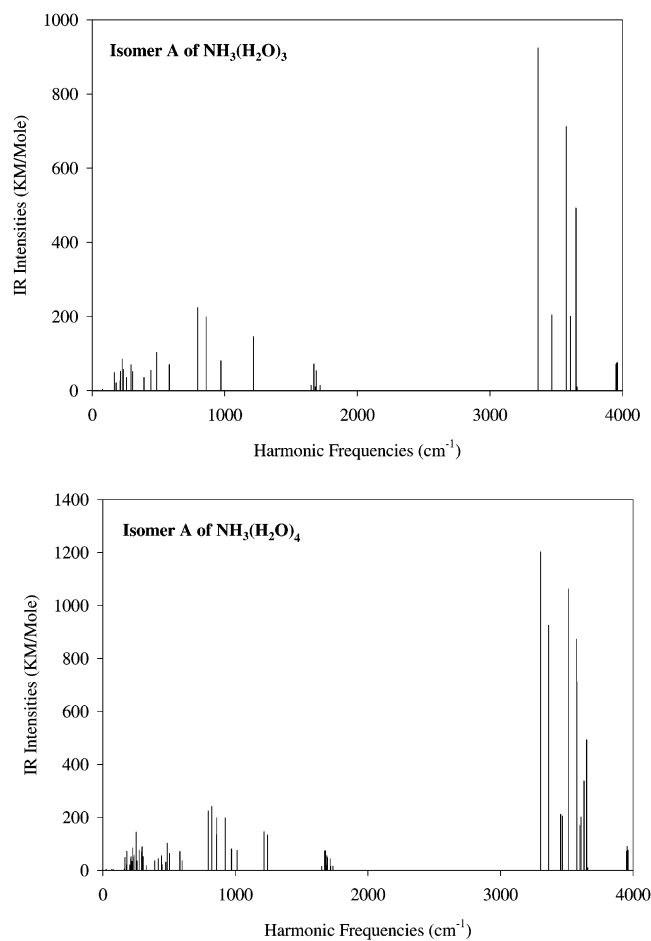 1000
Isomer A of NH3(H2O)3
800
600
400
200
0
IR Intensities (KM/Mole)
0 1000 2000 3000 4000
Harmonic Frequencies (cm-1)
1400
Isomer A of NH3(H2O)4
1200
1000
800
600
400
200
0
IR Intensities (KM/Mole)
0 1000 2000 3000 4000
Harmonic Frequencies (cm-1)